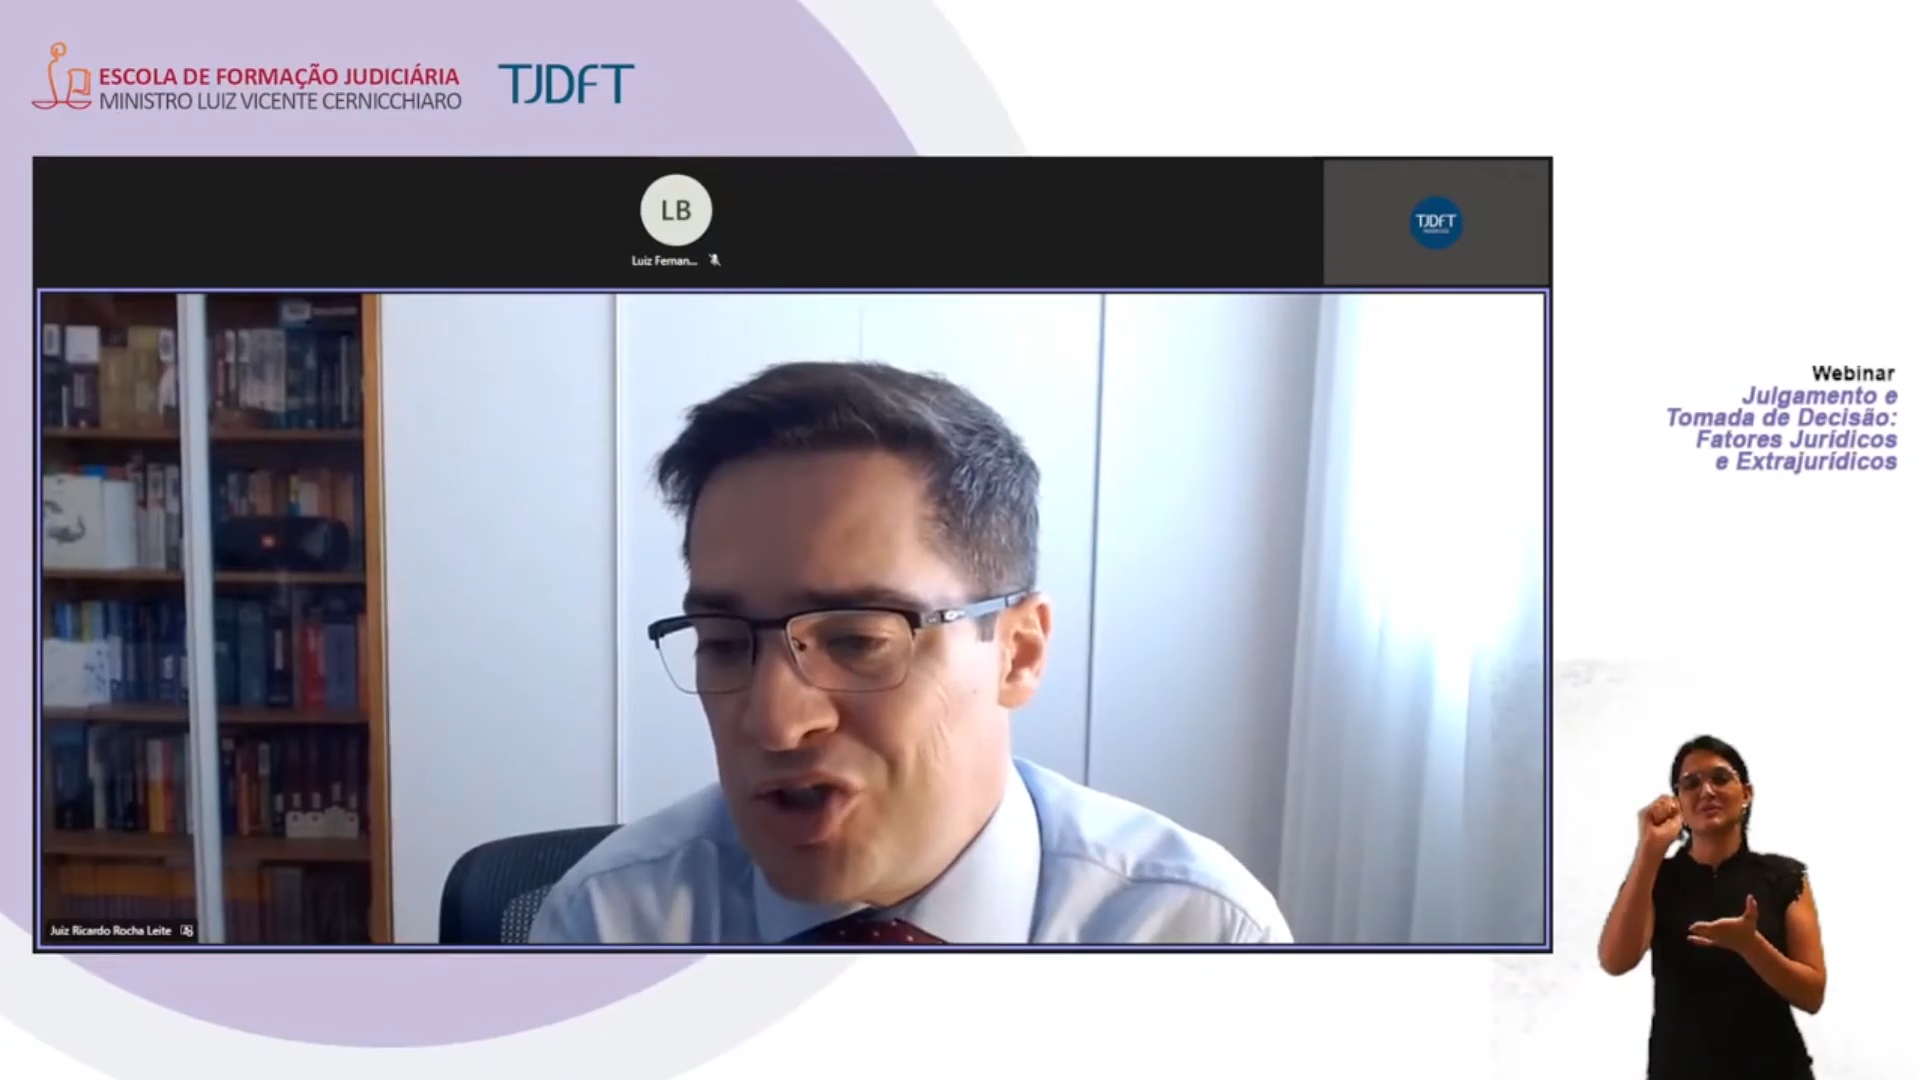 ESCOLA DE FORMAÇÃO JUDICIÁRIA
MINISTRO LUIZ VICENTE CERNICCHIARO
TJDFT
LB
Luiz Fernan...
TJDFT
Webinar
Julgamento e
Tomada de Decisão:
Fatores Jurídicos
e Extrajurídicos
Juiz Ricardo Rocha Leite